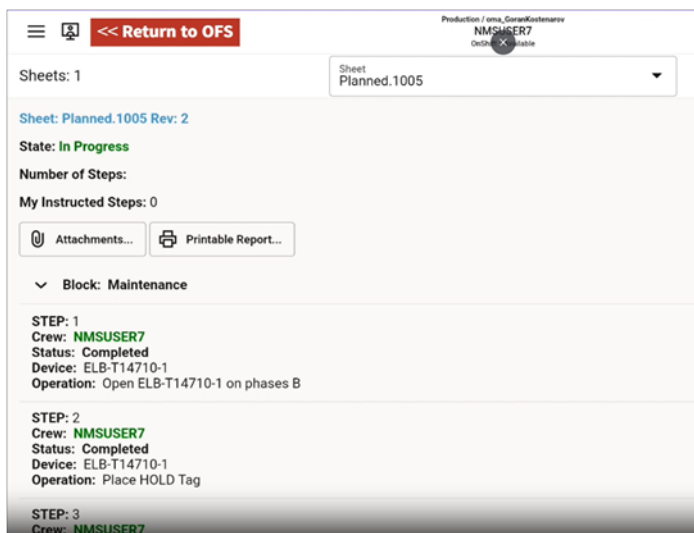 << Return to OFS
Production / oma_GoranKostenarov
NMSUSER7
Sheets: 1
Sheet
Planned.1005
Sheet: Planned.1005 Rev: 2
State: In Progress
Number of Steps:
My Instructed Steps: 0
Attachments...
Printable Report...
Block: Maintenance
STEP: 1
Crew: NMSUSER7
Status: Completed
Device: ELB-T14710-1
Operation: Open ELB-T14710-1 on phases B
STEP: 2
Crew: NMSUSER7
Status: Completed
Device: ELB-T14710-1
Operation: Place HOLD Tag
STEP: 3
Crew: NMSUSER7